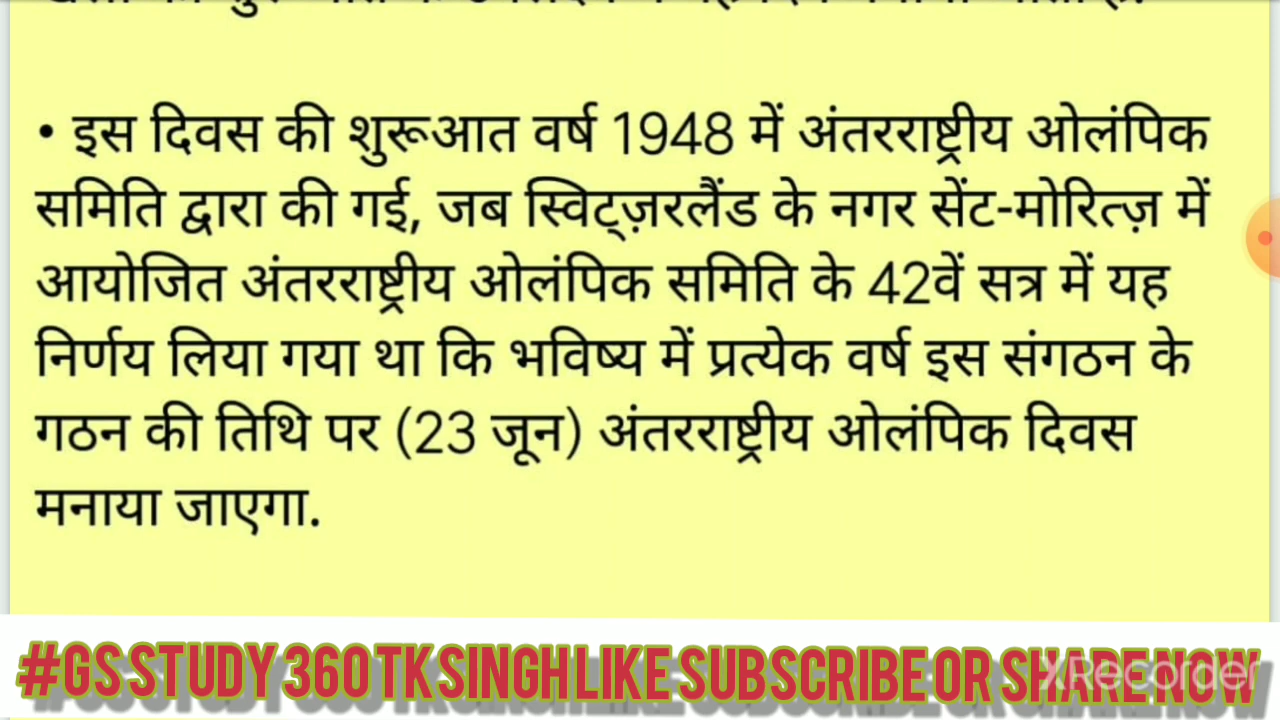 • इस दिवस की शुरूआत वर्ष 1948 में अंतरराष्ट्रीय ओलंपिक
समिति द्वारा की गई, जब स्विट्ज़रलैंड के नगर सेंट-मोरित्ज़ में
आयोजित अंतरराष्ट्रीय ओलंपिक समिति के 42वें सत्र में यह
निर्णय लिया गया था कि भविष्य में प्रत्येक वर्ष इस संगठन के
गठन की तिथि पर (23 जून) अंतरराष्ट्रीय ओलंपिक दिवस
मनाया जाएगा.
#GS STUDY 360 TK SINGH LIKE SUBSCRIBE OR SHARE NOW
XRecorder